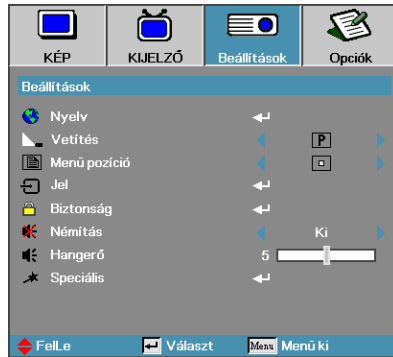 KÉP KIJELZŐ Beállítások Opciók
Beállítások
Nyelv
Vetítés P
Menü pozíció
Jel
Biztonság
Némítás Ki
Hangerő 5
Speciális
FelLe Választ Menu Menü ki